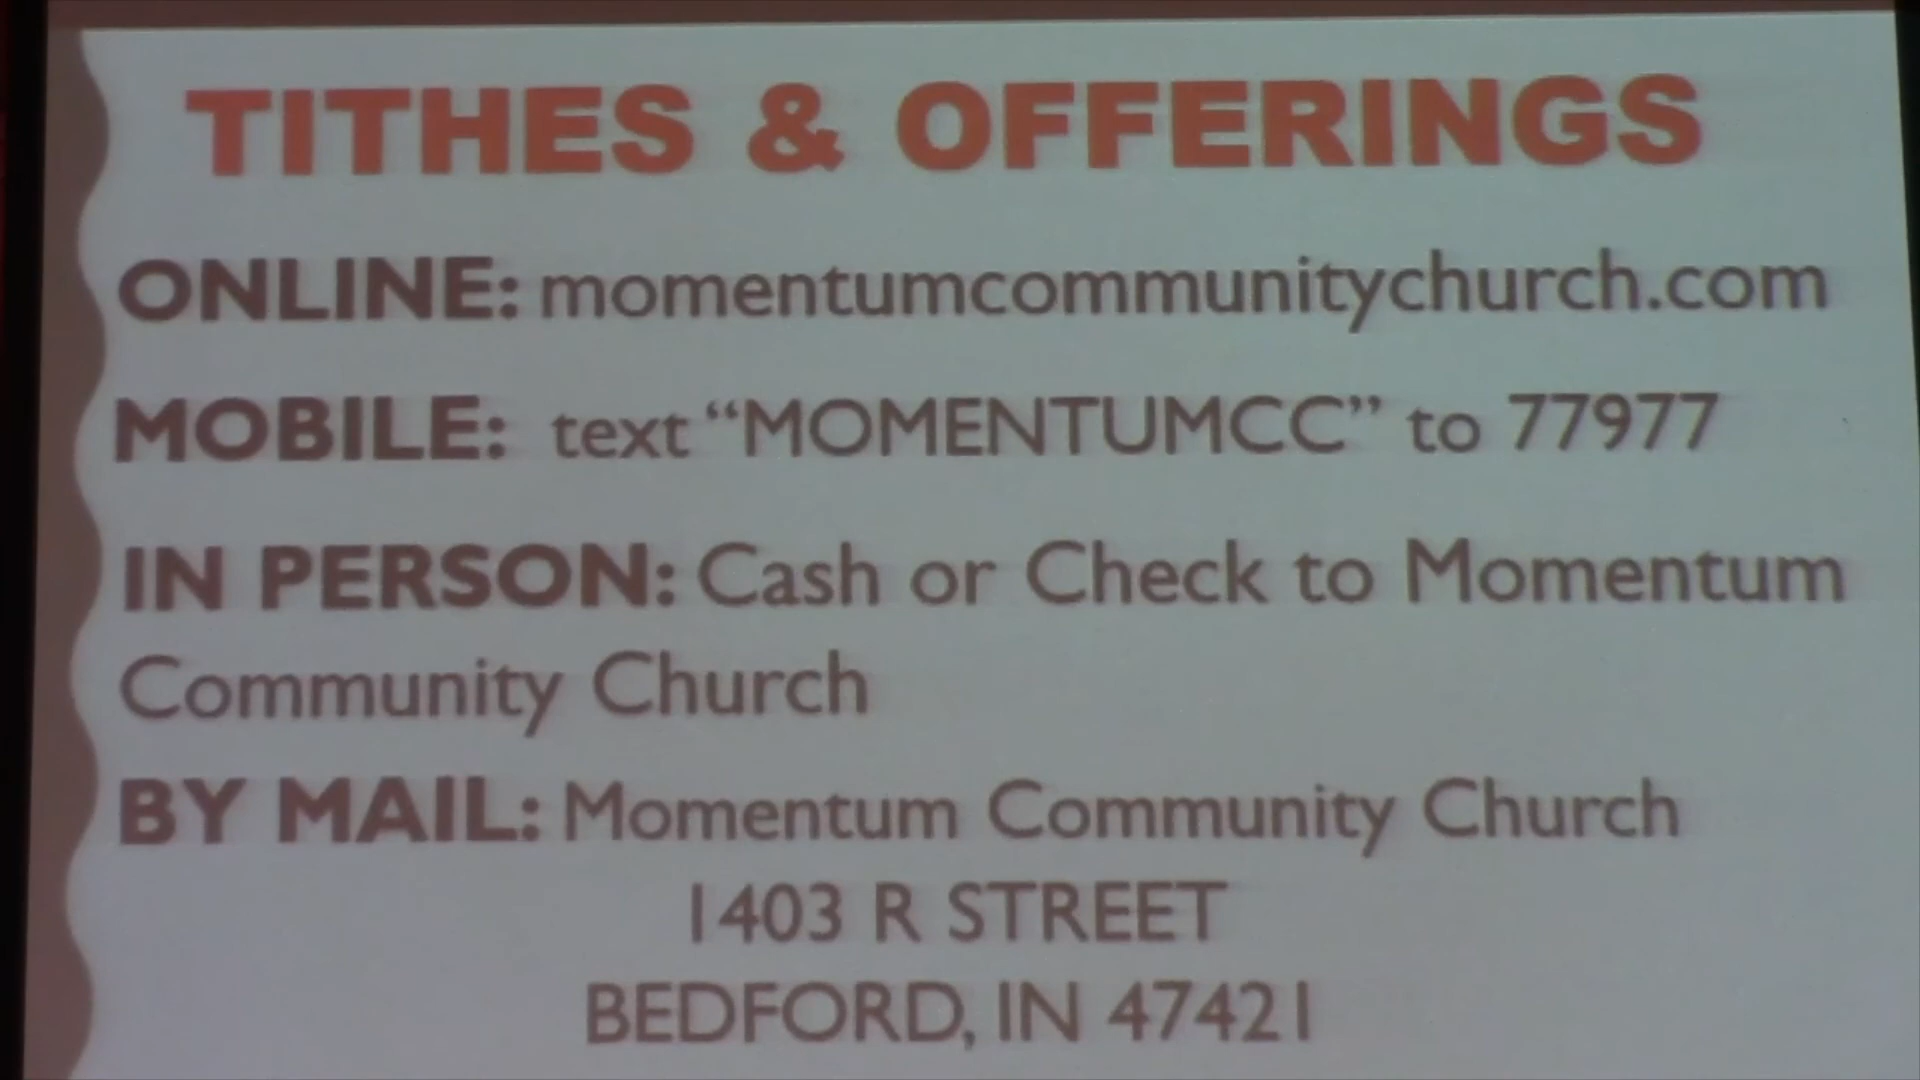 TITHES & OFFERINGS
ONLINE: momentumcommunitychurch.com
MOBILE: text “MOMENTUMCC” to 77977
IN PERSON: Cash or Check to Momentum
Community Church
BY MAIL: Momentum Community Church
1403 R STREET
BEDFORD, IN 47421